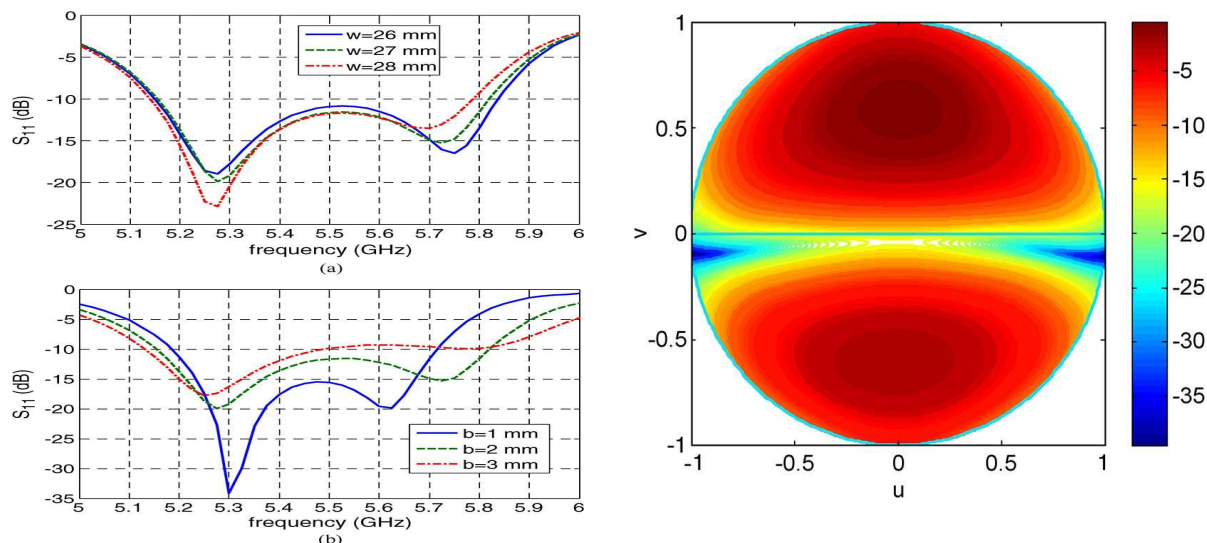 0
-5
-10
-15
-20
-25
S11 (dB)
w=26 mm
w=27 mm
w=28 mm
5 5.1 5.2 5.3 5.4 5.5 5.6 5.7 5.8 5.9 6
frequency (GHz)
(a)
0
-5
-10
-15
-20
-25
-30
-35
S11 (dB)
b=1 mm
b=2 mm
b=3 mm
5 5.1 5.2 5.3 5.4 5.5 5.6 5.7 5.8 5.9 6
frequency (GHz)
(b)
1
0.5
0
-0.5
-1
v
-1 -0.5 0 0.5 1
u
-5
-10
-15
-20
-25
-30
-35